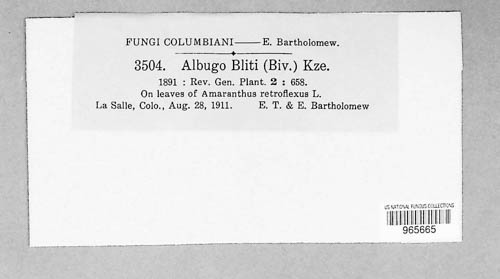 FUNGI COLUMBIANI—E. Bartholomew.
3504. Albugo Bliti (Biv.) Kze.
1891 : Rev. Gen. Plant. 2 : 658.
On leaves of Amaranthus retroflexus L.
La Salle, Colo., Aug. 28, 1911. E. T. & E. Bartholomew
US NATIONAL FUNGUS COLLECTIONS
965665